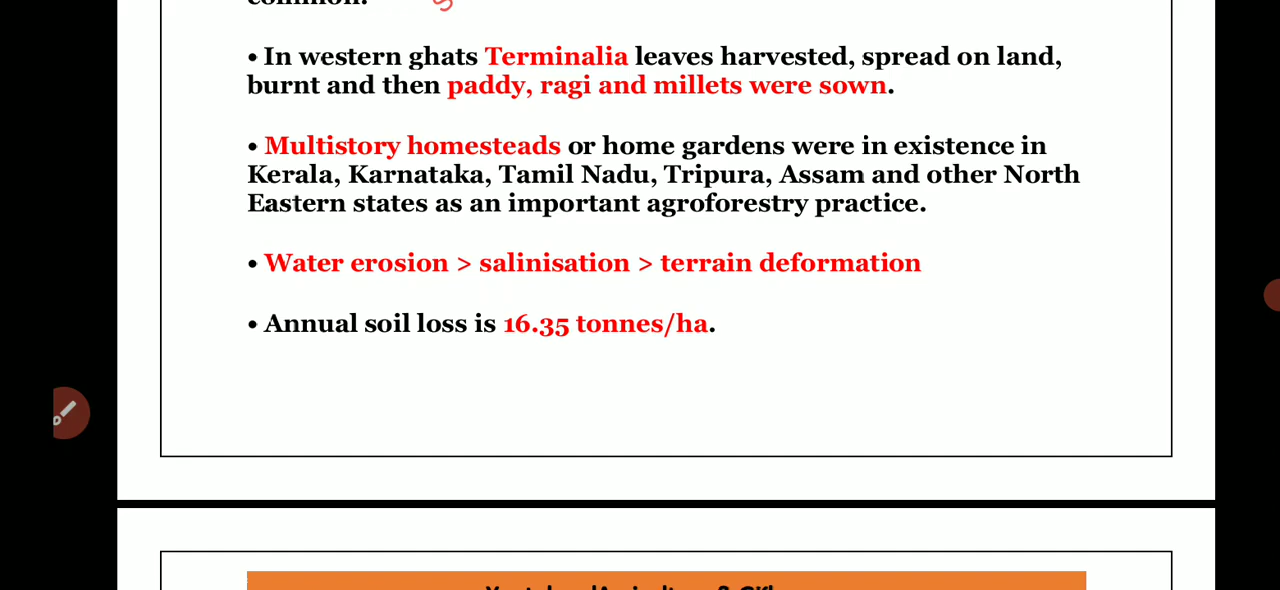 common.
• In western ghats Terminalia leaves harvested, spread on land,
burnt and then paddy, ragi and millets were sown.
• Multistory homesteads or home gardens were in existence in
Kerala, Karnataka, Tamil Nadu, Tripura, Assam and other North
Eastern states as an important agroforestry practice.
• Water erosion > salinisation > terrain deformation
• Annual soil loss is 16.35 tonnes/ha.